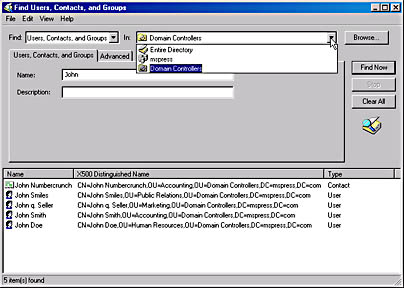 Find Users, Contacts, and Groups
File Edit View Help
Find: Users, Contacts, and Groups In: Domain Controllers Browse...
Entire Directory
mspress
Domain Controllers
Users, Contacts, and Groups Advanced
Find Now
Name: John
Stop
Description:
Clear All
Name X500 Distinguished Name Type
John Numbercrunch CN=John Numbercrunch,OU=Accounting,OU=Domain Controllers,DC=mspress,DC=com Contact
John Smiles CN=John Smiles,OU=Public Relations,OU=Domain Controllers,DC=mspress,DC=com User
John q. Seller CN=John q. Seller,OU=Marketing,OU=Domain Controllers,DC=mspress,DC=com User
John Smith CN=John Smith,OU=Accounting,OU=Domain Controllers,DC=mspress,DC=com User
John Doe CN=John Doe,OU=Human Resources,OU=Domain Controllers,DC=mspress,DC=com User
5 item(s) found